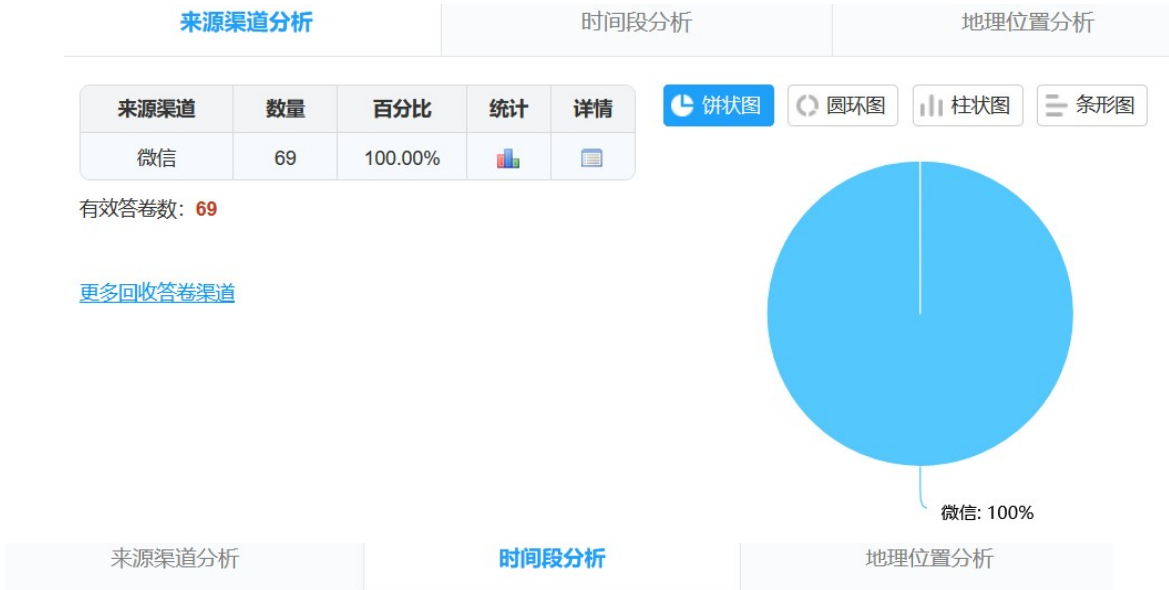 来源渠道分析 时间段分析 地理位置分析
来源渠道 数量 百分比 统计 详情
饼状图 圆环图 柱状图 条形图
微信 69 100.00%
有效答卷数：69
更多回收答卷渠道
微信: 100%
来源渠道分析 时间段分析 地理位置分析